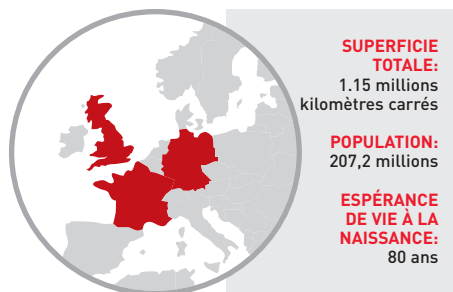 SUPERFICIE
TOTALE:
1.15 millions
kilomètres carrés
POPULATION:
207,2 millions
ESPÉRANCE
DE VIE À LA
NAISSANCE:
80 ans